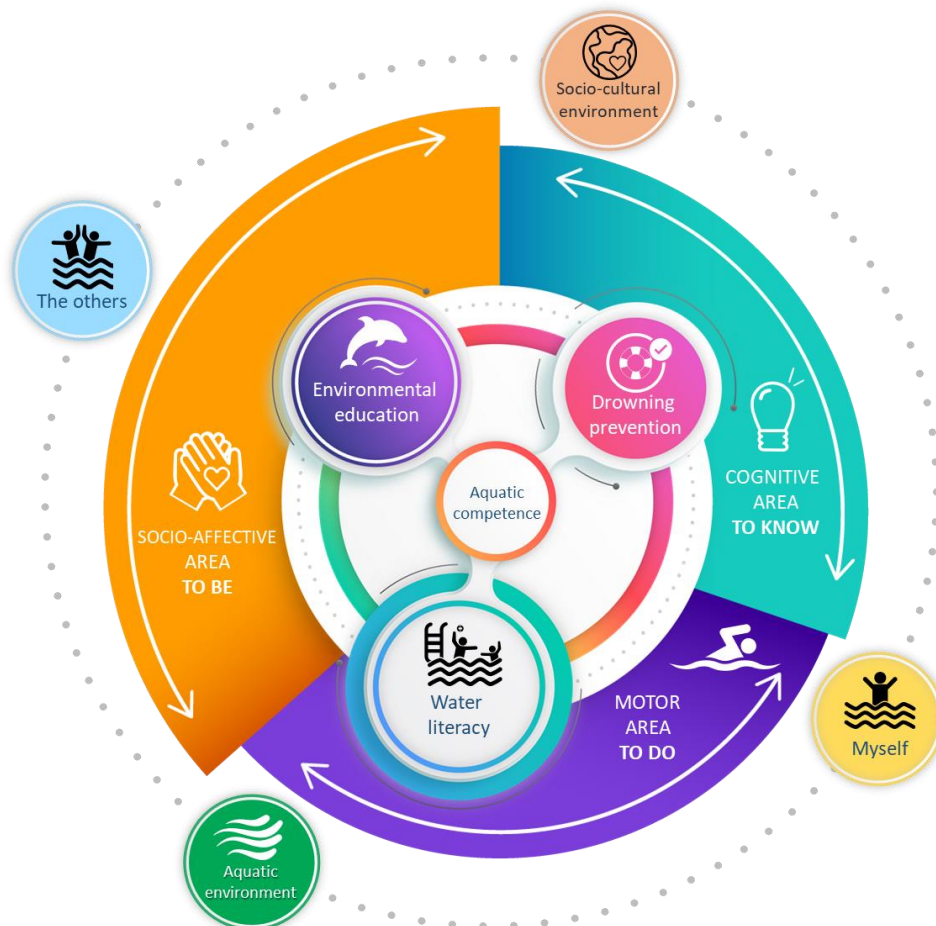 Socio-cultural
environment
The others
Environmental
education
Drowning
prevention
COGNITIVE
AREA
TO KNOW
Aquatic
competence
SOCIO-AFFECTIVE
AREA
TO BE
Water
literacy
MOTOR
AREA
TO DO
Myself
Aquatic
environment